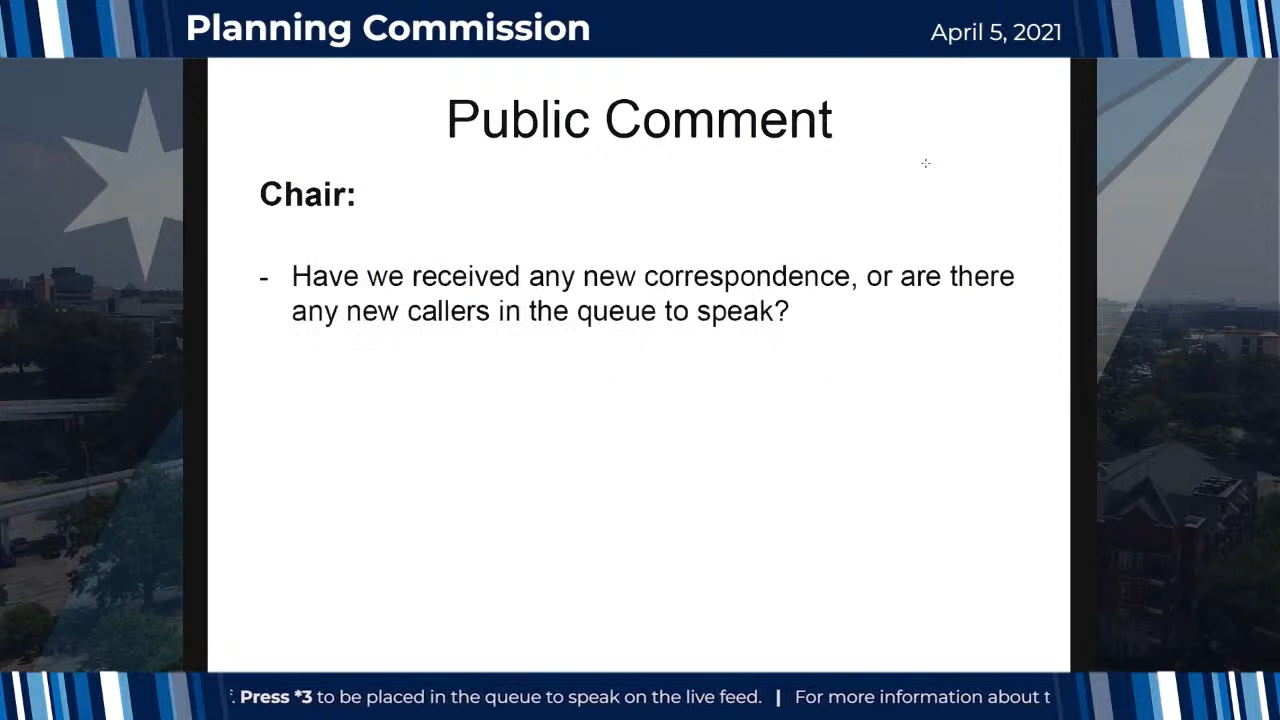 Planning Commission
April 5, 2021
Public Comment
Chair:
- Have we received any new correspondence, or are there
any new callers in the queue to speak?
. Press *3 to be placed in the queue to speak on the live feed. | For more information about t